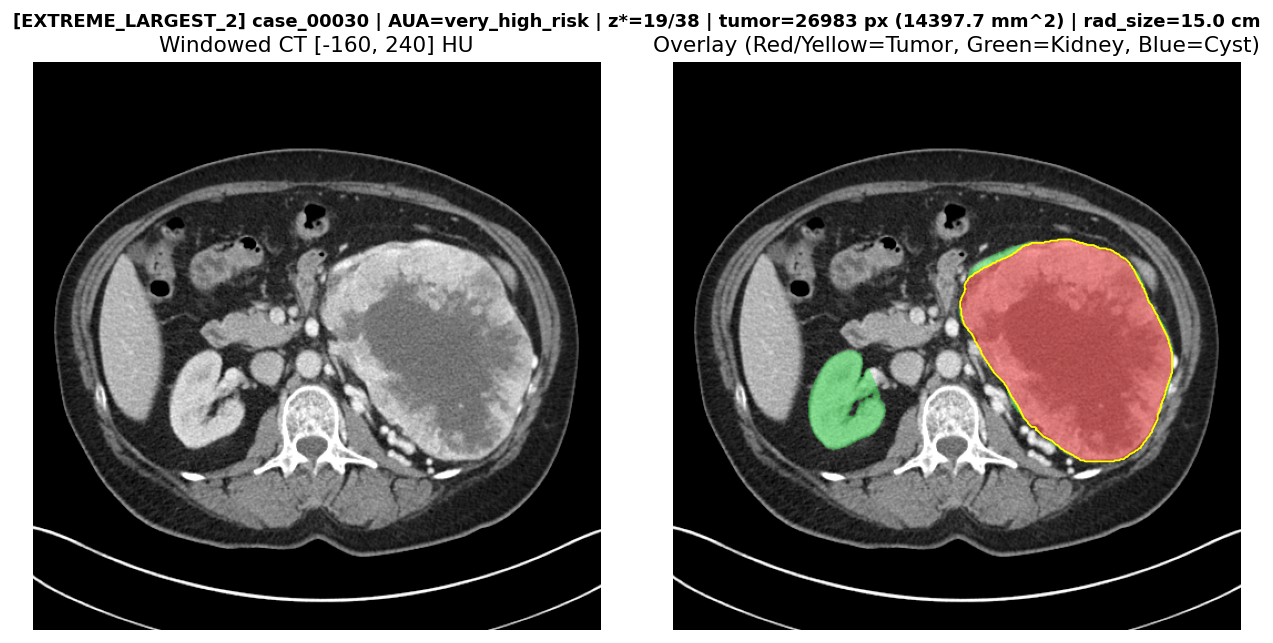 [EXTREME_LARGEST_2] case_00030 | AUA=very_high_risk | z*=19/38 | tumor=26983 px (14397.7 mm^2) | rad_size=15.0 cm
Windowed CT [-160, 240] HU
Overlay (Red/Yellow=Tumor, Green=Kidney, Blue=Cyst)